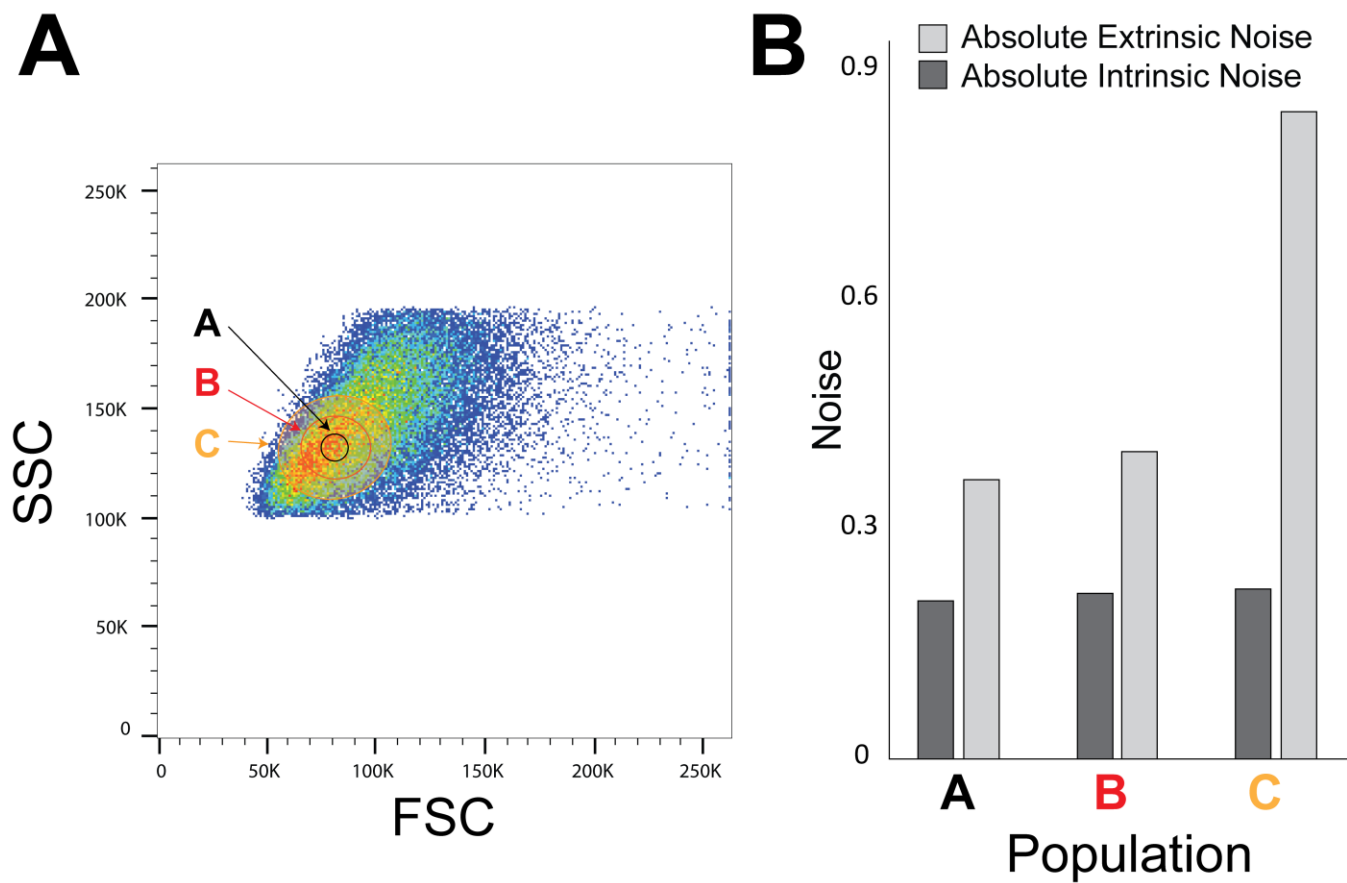 A
250K
200K
150K
100K
50K
0
A
B
C
SSC
0
50K
100K
150K
200K
250K
FSC
B
Absolute Extrinsic Noise
Absolute Intrinsic Noise
0.9
0.6
0.3
0
Noise
A
B
C
Population